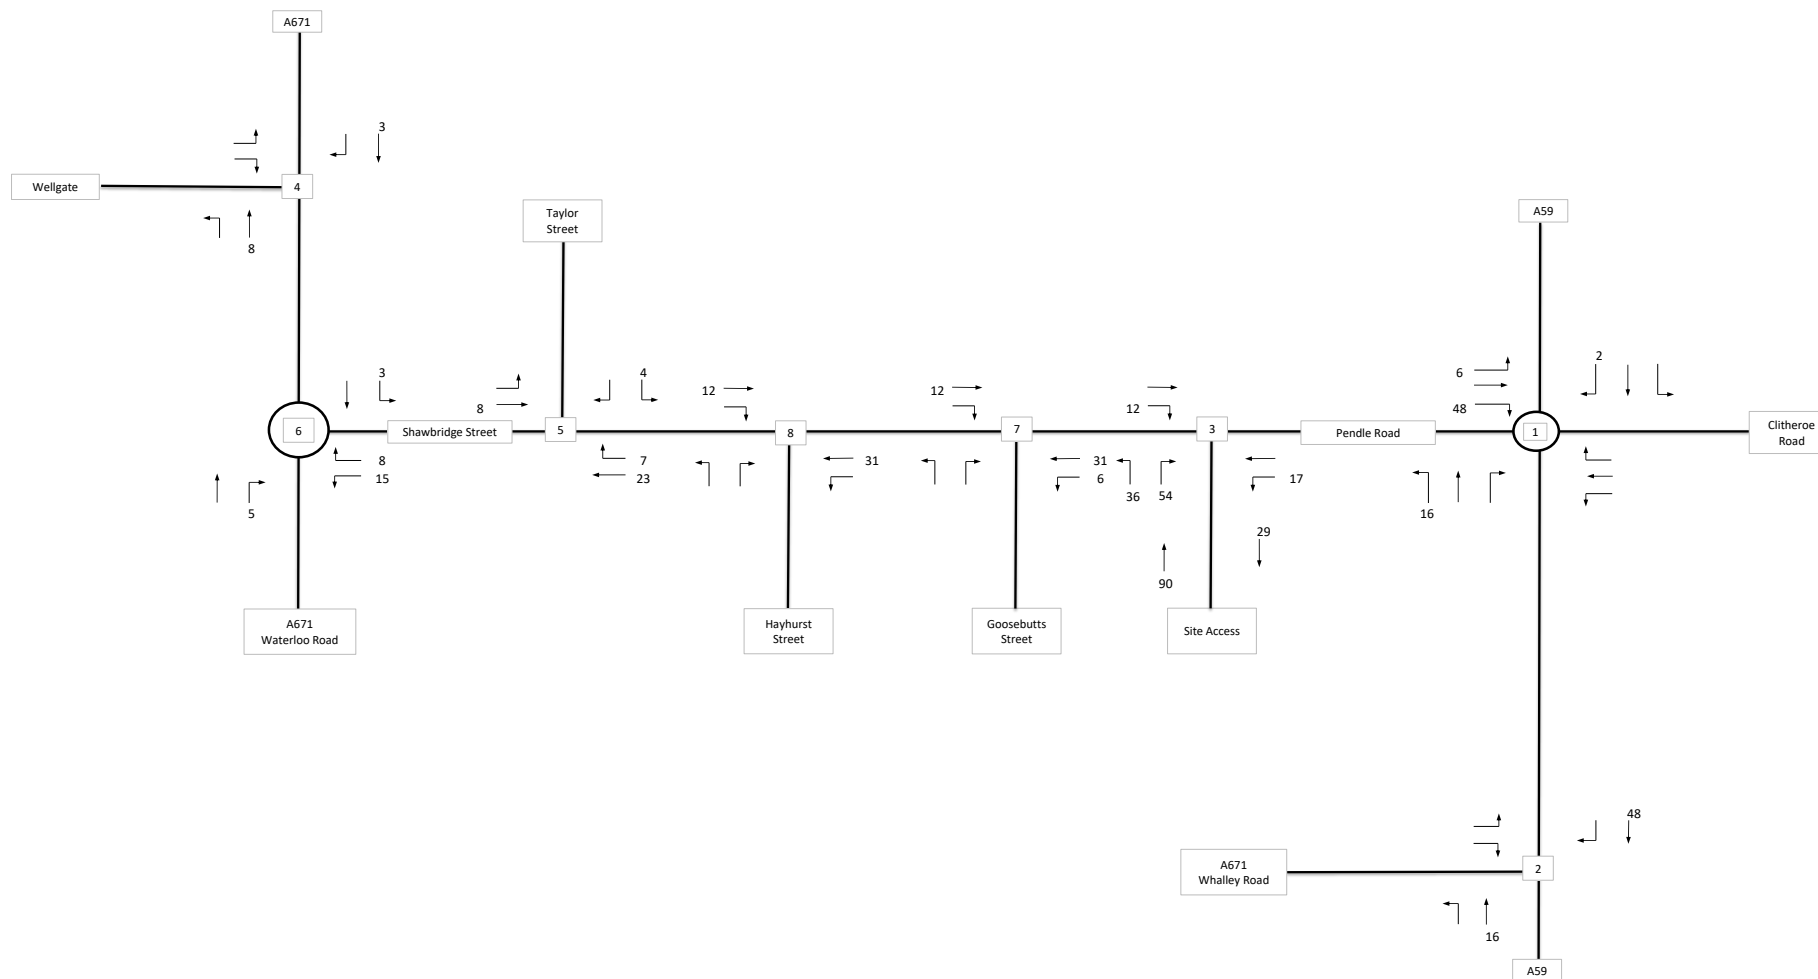 A671
3
Wellgate
4
8
Taylor
Street
A59
2
3
4
12
12
12
6
8
48
6
Shawbridge Street
5
8
7
3
Pendle Road
1
Clitheroe
Road
8
7
31
31
17
15
23
6
36
54
5
16
29
90
A671
Waterloo Road
Hayhurst
Street
Goosebutts
Street
Site Access
48
A671
Whalley Road
2
16
A59